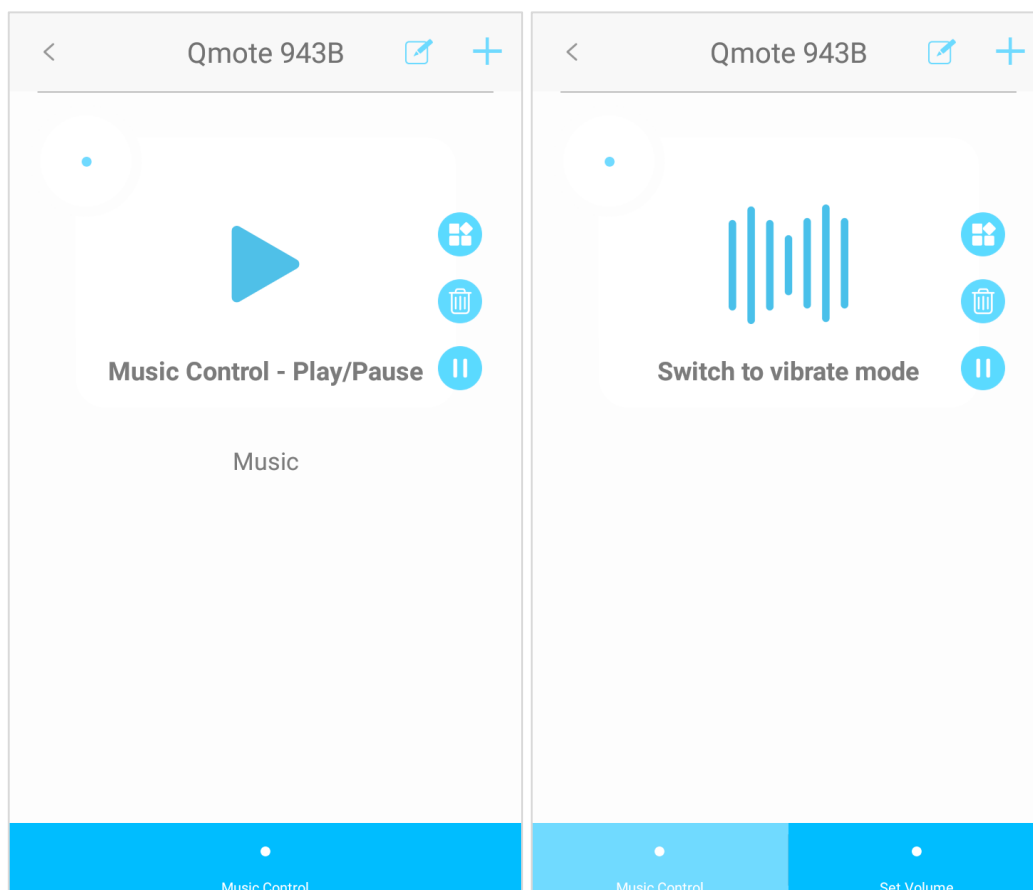 Qmote 943B
Music Control - Play/Pause
Music
Music Control
Qmote 943B
Switch to vibrate mode
Music Control
Set Volume